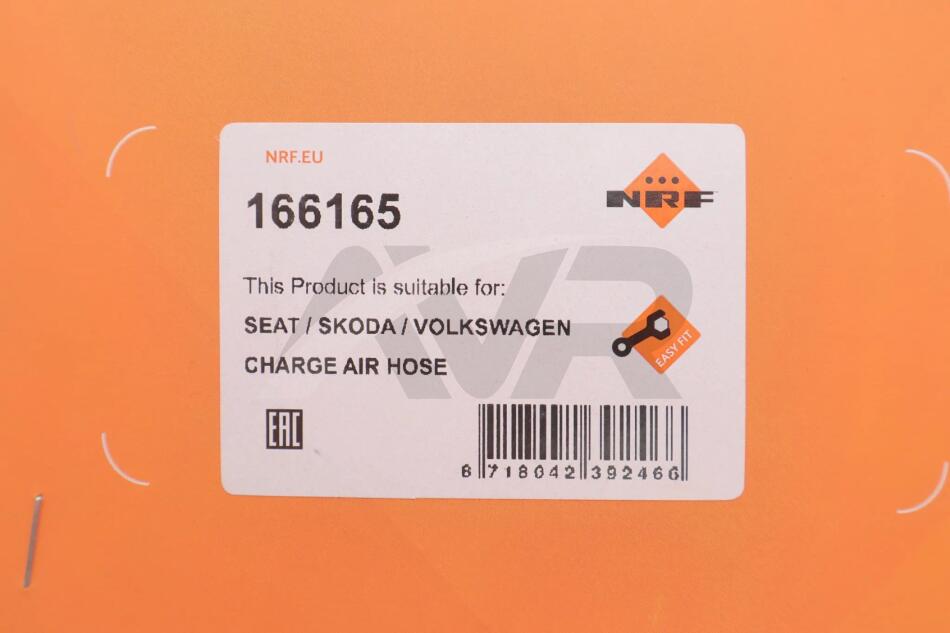 NRF.EU
NRF
166165
AVR
This Product is suitable for:
SEAT / SKODA / VOLKSWAGEN
EASY FIT
CHARGE AIR HOSE
EAC
8 718042 392466